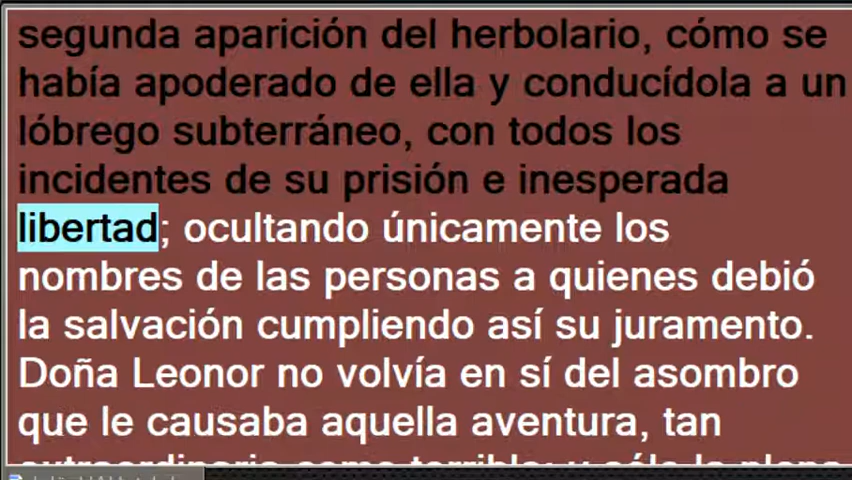 segunda aparición del herbolario, cómo se
había apoderado de ella y conducídola a un
lóbrego subterráneo, con todos los
incidentes de su prisión e inesperada
libertad; ocultando únicamente los
nombres de las personas a quienes debió
la salvación cumpliendo así su juramento.
Doña Leonor no volvía en sí del asombro
que le causaba aquella aventura, tan